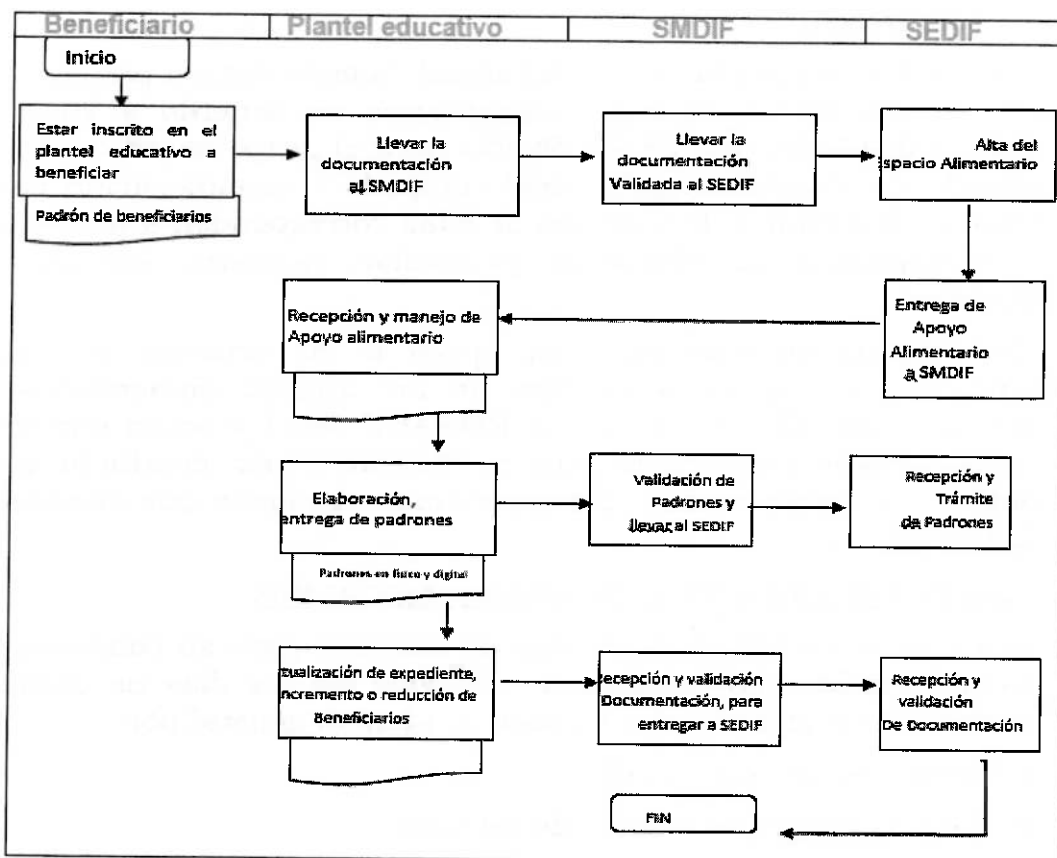 Beneficiario Plantel educativo SMDIF SEDIF
Inicio
Estar inscrito en el
plantel educativo a
beneficiar
Padrón de beneficiarios
Llevar la
documentación
al SMDIF
Llevar la
documentación
Validada al SEDIF
Alta del
spacio Alimentario
Recepción y manejo de
Apoyo alimentario
Entrega de
Apoyo
Alimentario
a SMDIF
Elaboración,
entrega de padrones
Padrones en físico y digital
Validación de
Padrones y
llevar al SEDIF
Recepción y
Trámite
de Padrones
tualización de expediente,
incremento o reducción de
Beneficiarios
ecepción y validación
Documentación, para
entregar a SEDIF
Recepción y
validación
De Documentación
FIN